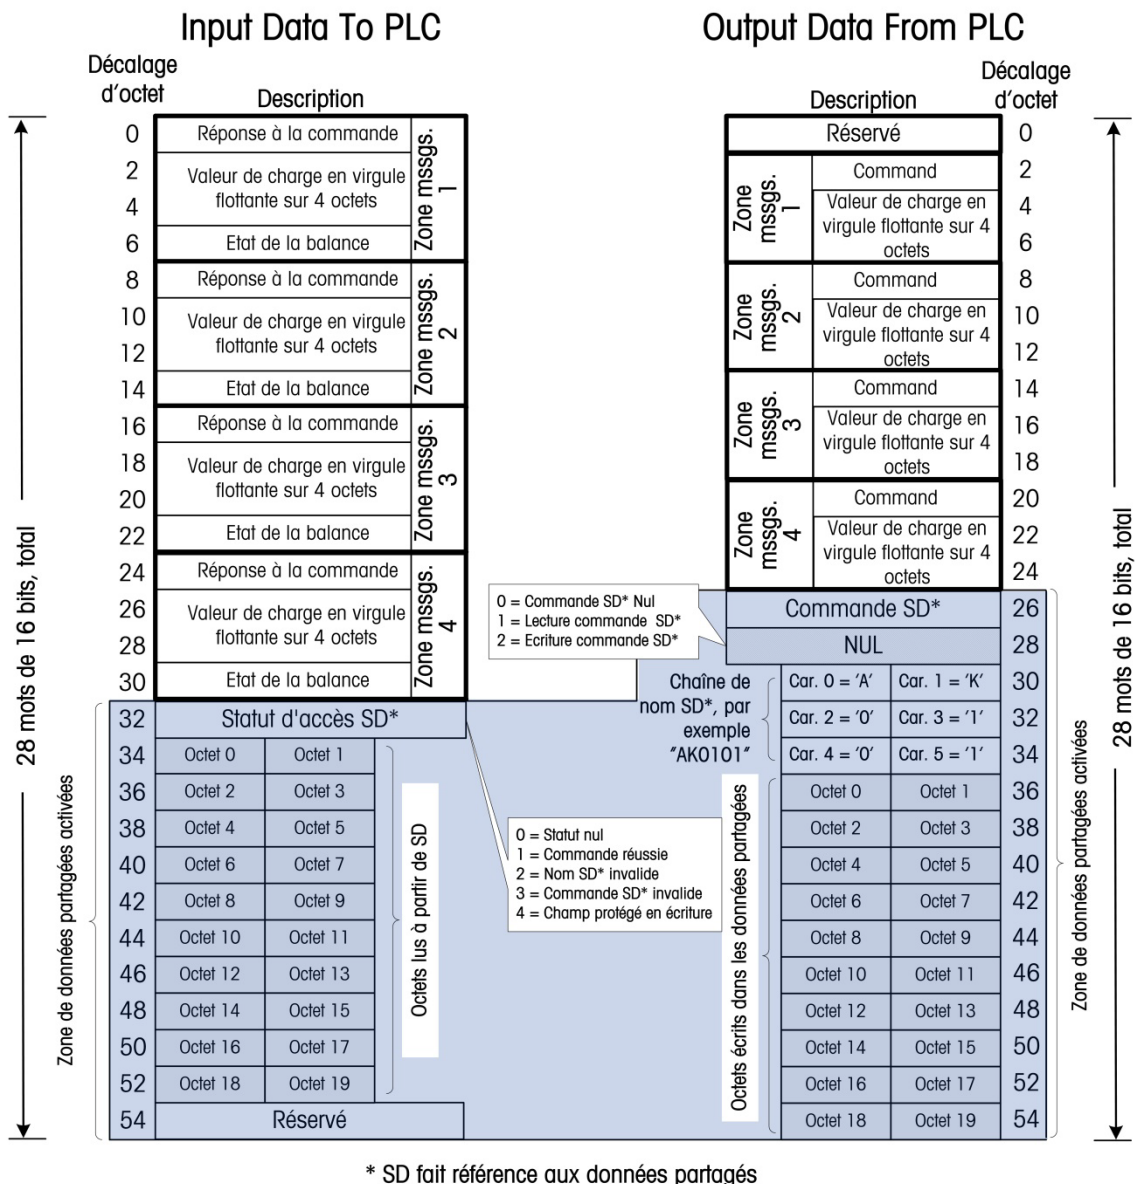 Input Data To PLC
Décalage d'octet
Description
28 mots de 16 bits, total
0 Réponse à la commande
2
Valeur de charge en virgule
4
flottante sur 4 octets
6 Etat de la balance
Zone mssgs. 1
8 Réponse à la commande
10
Valeur de charge en virgule
12
flottante sur 4 octets
14 Etat de la balance
Zone mssgs. 2
16 Réponse à la commande
18
Valeur de charge en virgule
20
flottante sur 4 octets
22 Etat de la balance
Zone mssgs. 3
24 Réponse à la commande
26
Valeur de charge en virgule
28
flottante sur 4 octets
30 Etat de la balance
Zone mssgs. 4
32 Statut d'accès SD*
34 Octet 0 Octet 1
36 Octet 2 Octet 3
38 Octet 4 Octet 5
40 Octet 6 Octet 7
42 Octet 8 Octet 9
44 Octet 10 Octet 11
46 Octet 12 Octet 13
48 Octet 14 Octet 15
50 Octet 16 Octet 17
52 Octet 18 Octet 19
54 Réservé
Zone de données partagées activées
Octets lus à partir de SD
0 = Statut nul
1 = Commande réussie
2 = Nom SD* invalide
3 = Commande SD* invalide
4 = Champ protégé en écriture
Output Data From PLC
Description
Décalage d'octet
28 mots de 16 bits, total
Réservé 0
Zone mssgs. 1
Command 2
Valeur de charge en
4
virgule flottante sur 4
6
octets
Zone mssgs. 2
Command 8
Valeur de charge en
10
virgule flottante sur 4
12
octets
Zone mssgs. 3
Command 14
Valeur de charge en
16
virgule flottante sur 4
18
octets
Zone mssgs. 4
Command 20
Valeur de charge en
22
virgule flottante sur 4
24
octets
0 = Commande SD* Nul
1 = Lecture commande SD*
2 = Ecriture commande SD*
Commande SD* 26
NUL 28
Chaîne de
nom SD*, par
exemple
"AK0101"
Car. 0 = 'A' Car. 1 = 'K' 30
Car. 2 = '0' Car. 3 = '1' 32
Car. 4 = '0' Car. 5 = '1' 34
Octet 0 Octet 1 36
Octet 2 Octet 3 38
Octet 4 Octet 5 40
Octet 6 Octet 7 42
Octet 8 Octet 9 44
Octet 10 Octet 11 46
Octet 12 Octet 13 48
Octet 14 Octet 15 50
Octet 16 Octet 17 52
Octet 18 Octet 19 54
Octets écrits dans les données partagées
Zone de données partagées activées
* SD fait référence aux données partagés